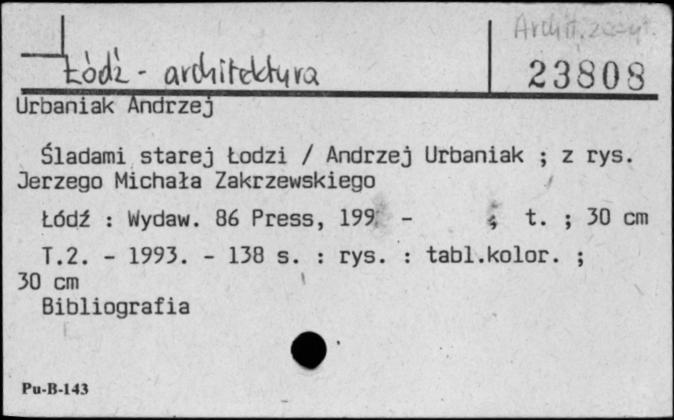 Archit.
Łódź - architektura
23808
Urbaniak Andrzej
Śladami starej Łodzi / Andrzej Urbaniak ; z rys.
Jerzego Michała Zakrzewskiego
Łódź : Wydaw. 86 Press, 199 - ; t. ; 30 cm
T.2. - 1993. - 138 s. : rys. : tabl.kolor. ;
30 cm
Bibliografia
Pu-B-143